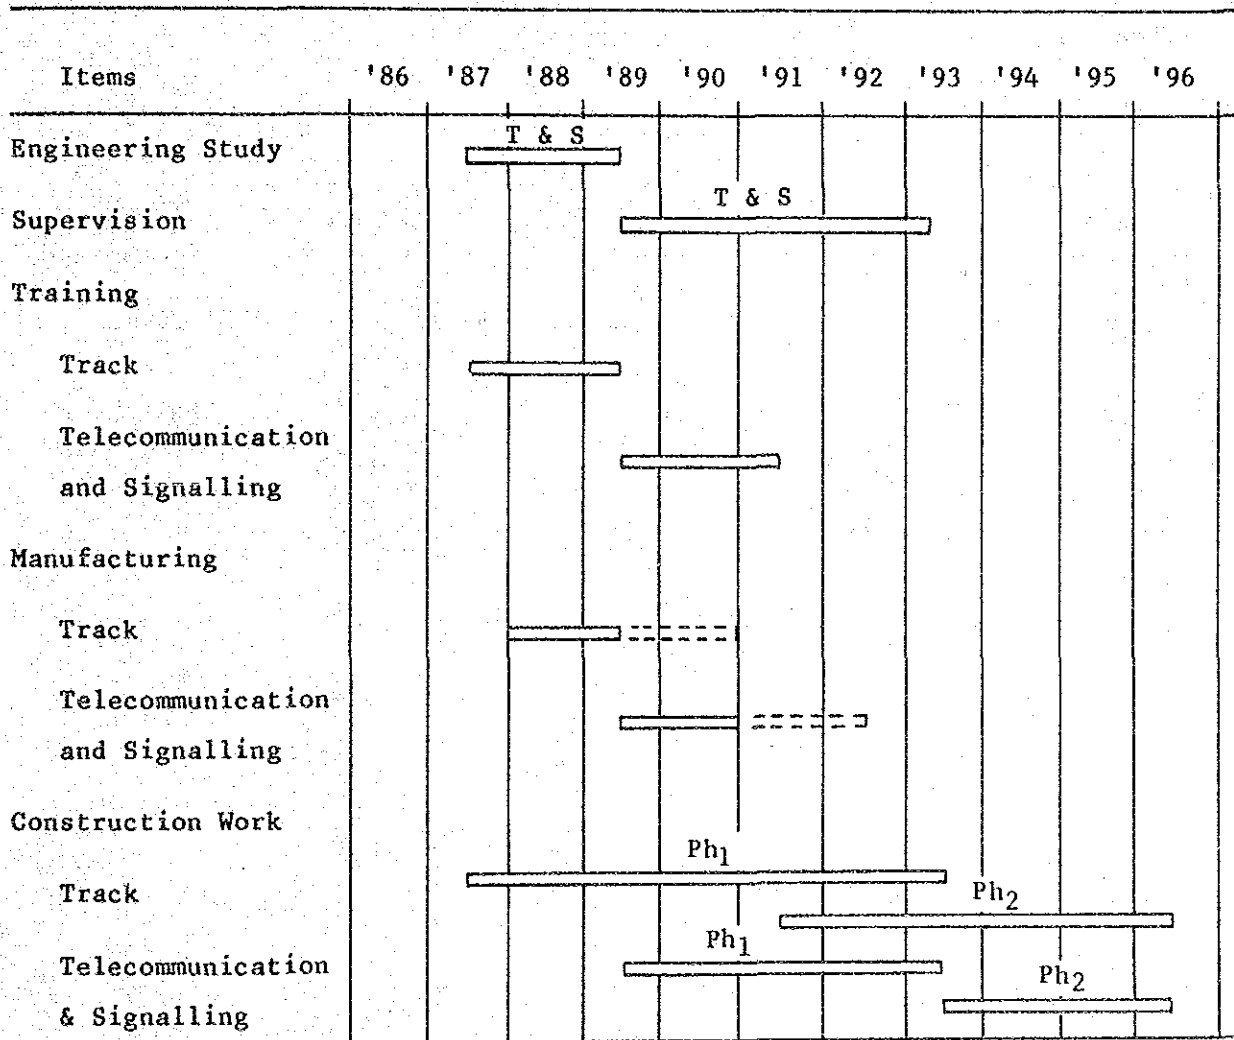 Items '86 '87 '88 '89 '90 '91 '92 '93 '94 '95 '96
T & S
Engineering Study
T & S
Supervision
Training
Track
Telecommunication
and Signalling
Manufacturing
Track
Telecommunication
and Signalling
Construction Work
Ph1
Track
Ph2
Ph1
Telecommunication
Ph2
& Signalling